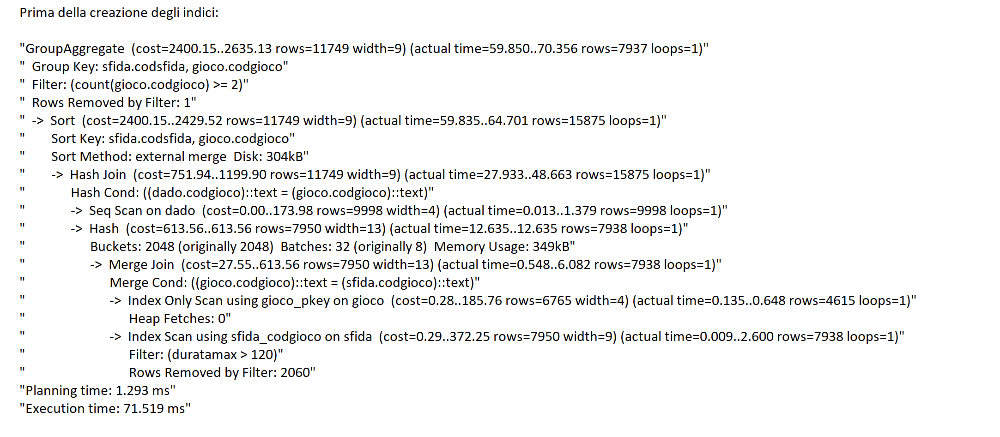 Prima della creazione degli indici:
"GroupAggregate  (cost=2400.15..2635.13 rows=11749 width=9) (actual time=59.850..70.356 rows=7937 loops=1)"
"  Group Key: sfida.codsfida, gioco.codgioco"
"  Filter: (count(gioco.codgioco) >= 2)"
"  Rows Removed by Filter: 1"
"  ->  Sort  (cost=2400.15..2429.52 rows=11749 width=9) (actual time=59.835..64.701 rows=15875 loops=1)"
"        Sort Key: sfida.codsfida, gioco.codgioco"
"        Sort Method: external merge  Disk: 304kB"
"        ->  Hash Join  (cost=751.94..1199.90 rows=11749 width=9) (actual time=27.933..48.663 rows=15875 loops=1)"
"              Hash Cond: ((dado.codgioco)::text = (gioco.codgioco)::text)"
"              ->  Seq Scan on dado  (cost=0.00..173.98 rows=9998 width=4) (actual time=0.013..1.379 rows=9998 loops=1)"
"              ->  Hash  (cost=613.56..613.56 rows=7950 width=13) (actual time=12.635..12.635 rows=7938 loops=1)"
"                    Buckets: 2048 (originally 2048)  Batches: 32 (originally 8)  Memory Usage: 349kB"
"                    ->  Merge Join  (cost=27.55..613.56 rows=7950 width=13) (actual time=0.548..6.082 rows=7938 loops=1)"
"                          Merge Cond: ((gioco.codgioco)::text = (sfida.codgioco)::text)"
"                          ->  Index Only Scan using gioco_pkey on gioco  (cost=0.28..185.76 rows=6765 width=4) (actual time=0.135..0.648 rows=4615 loops=1)"
"                                Heap Fetches: 0"
"                          ->  Index Scan using sfida_codgioco on sfida  (cost=0.29..372.25 rows=7950 width=9) (actual time=0.009..2.600 rows=7938 loops=1)"
"                                Filter: (duratamax > 120)"
"                                Rows Removed by Filter: 2060"
"Planning time: 1.293 ms"
"Execution time: 71.519 ms"